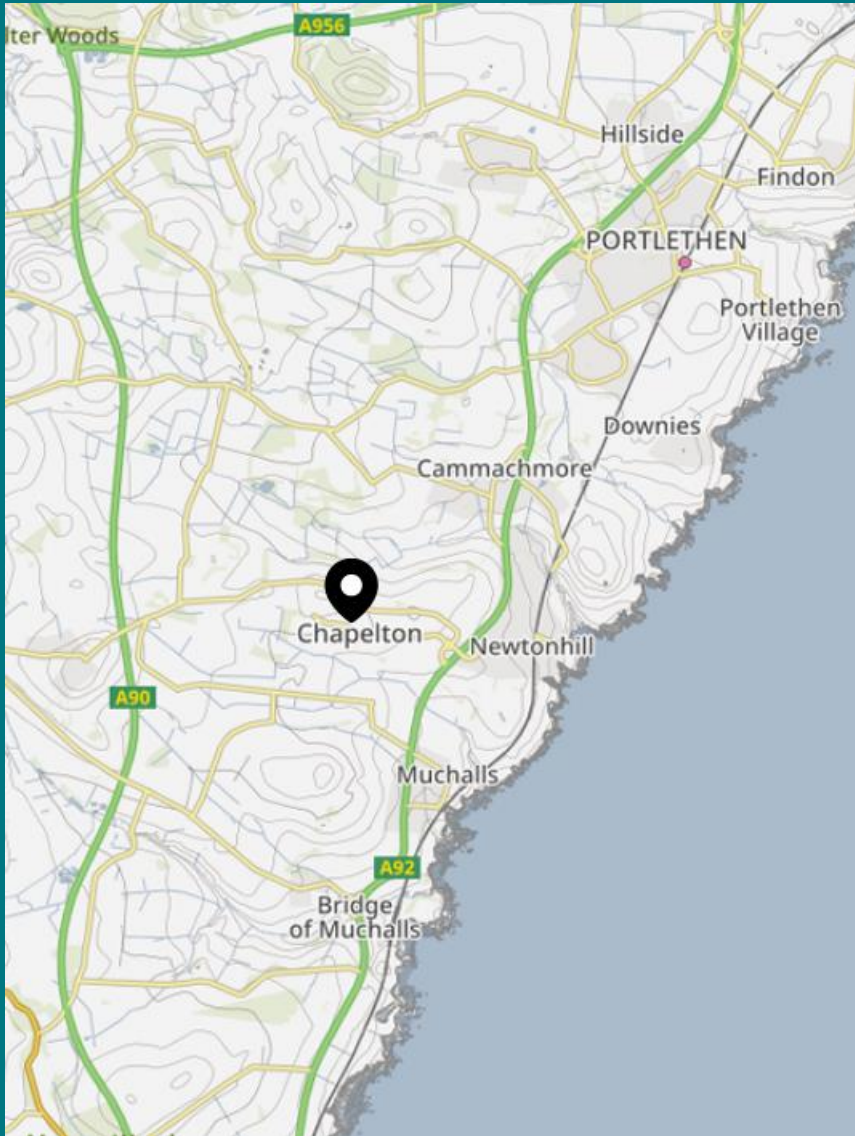 A956
lter Woods
Hillside
Findon
PORTLETHEN
Portlethen
Village
Downies
Cammachmore
Chapelton
Newtonhill
A90
Muchalls
A92
Bridge
of Muchalls